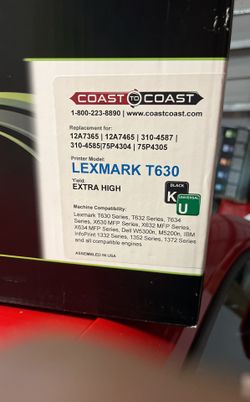 COAST TO COAST
1-800-223-8890 | www.coastcoast.com
Replacement for:
12A7365 | 12A7465 | 310-4587 |
310-4585|75P4304 | 75P4305
Printer Model:
LEXMARK T630
Yield:
EXTRA HIGH
BLACK
K
UNIVERSAL
U
Machine Compatibility:
Lexmark T630 Series, T632 Series, T634
Series, X630 MFP Series, X632 MFP Series,
X634 MFP Series, Dell W5300n, M5200n, IBM
InfoPrint 1332 Series, 1352 Series, 1372 Series
and all compatible engines.
ASSEMBLED IN USA